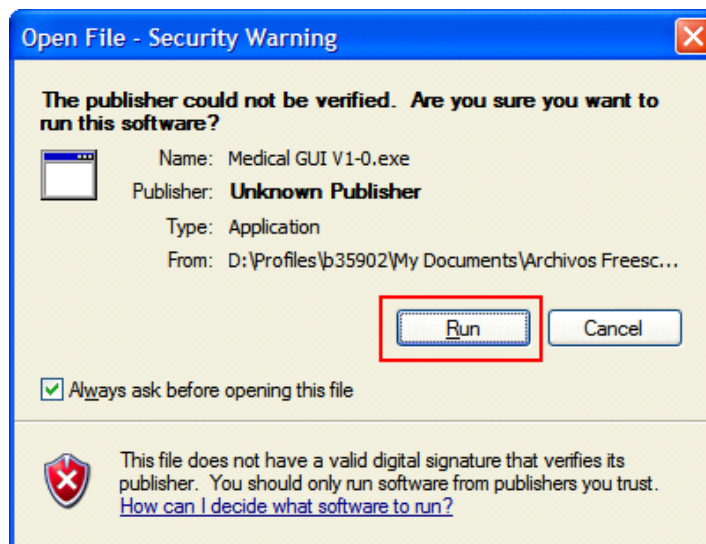 Open File - Security Warning
The publisher could not be verified. Are you sure you want to
run this software?
Name: Medical GUI V1-0.exe
Publisher: Unknown Publisher
Type: Application
From: D:\Profiles\b35902\My Documents\Archivos Freesc...
Run Cancel
Always ask before opening this file
This file does not have a valid digital signature that verifies its
publisher. You should only run software from publishers you trust.
How can I decide what software to run?